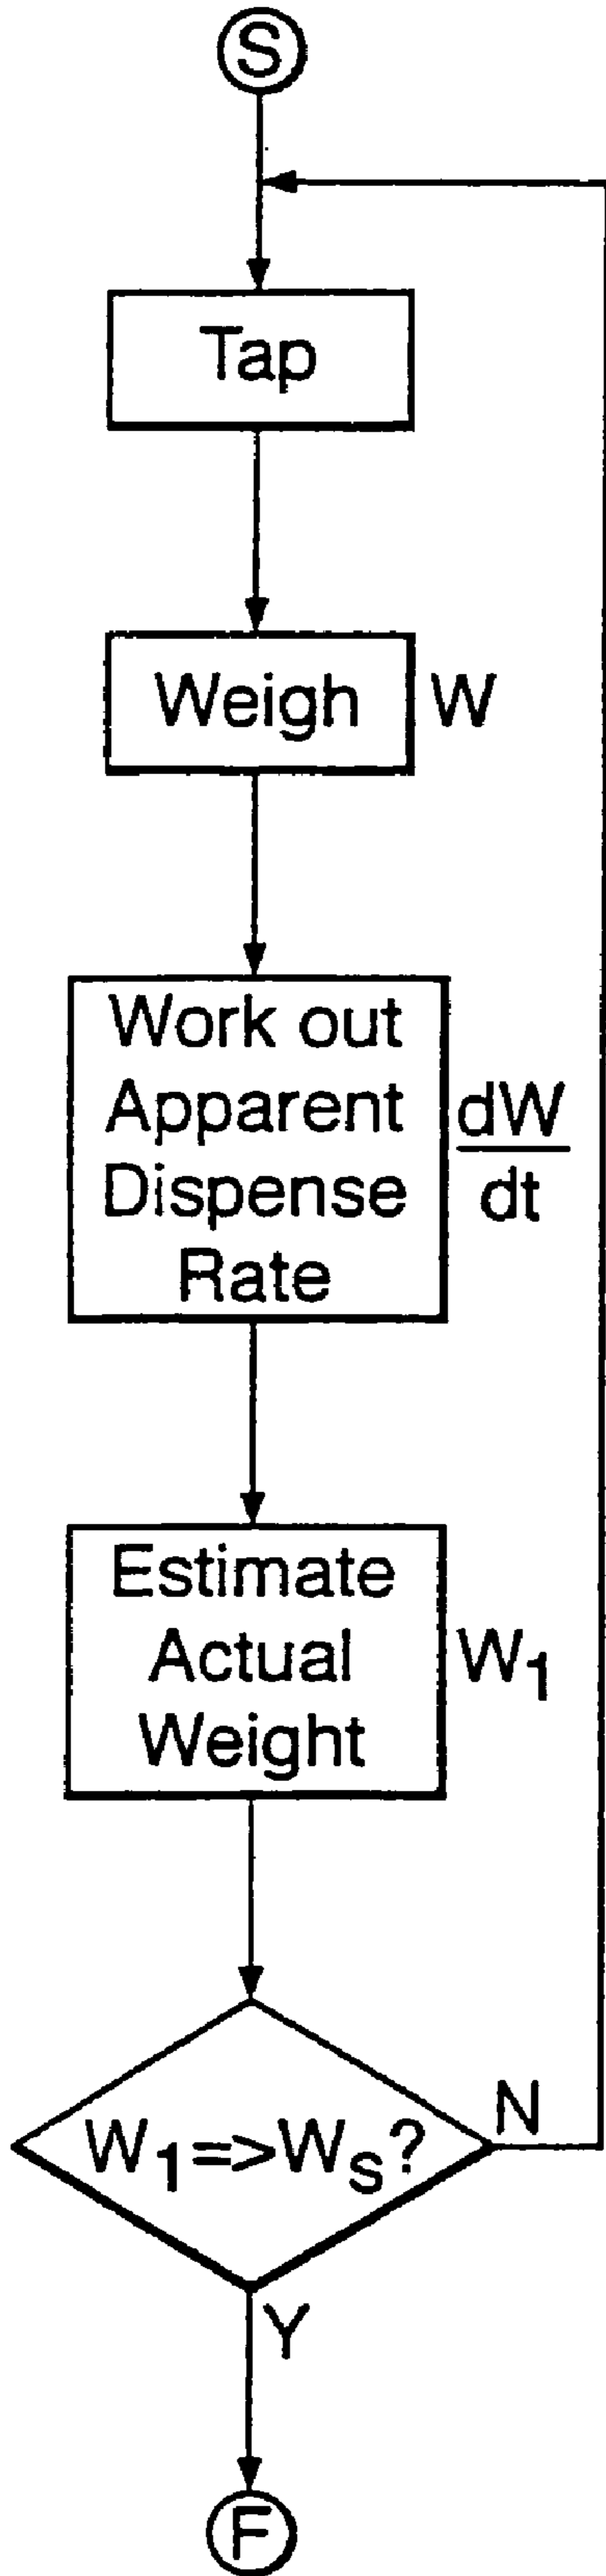 S
Tap
Weigh W
Work out
Apparent
Dispense
Rate
dW
dt
Estimate
Actual
Weight
W₁
W₁=>Wₛ?
N
Y
F